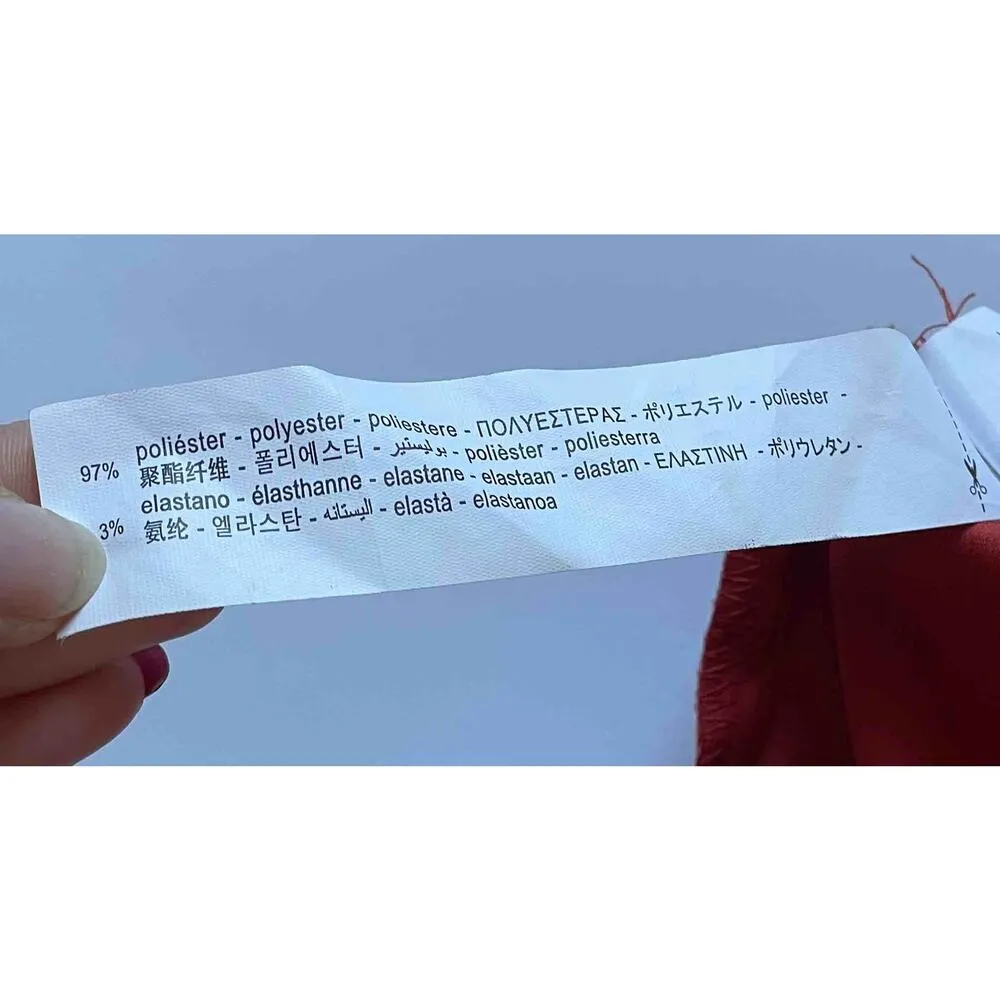 97% poliéster - polyester - poliestere - ΠΟΛΥΕΣΤΕΡΑΣ - ポリエステル - poliester -
聚酯纤维 - 폴리에스터 - بوليستير - polièster - poliesterra
3% elastano - élasthanne - elastane - elastaan - elastan - ΕΛΑΣΤΙΝΗ - ポリウレタン -
氨纶 - 엘라스탄 - اليستانه - elastà - elastanoa